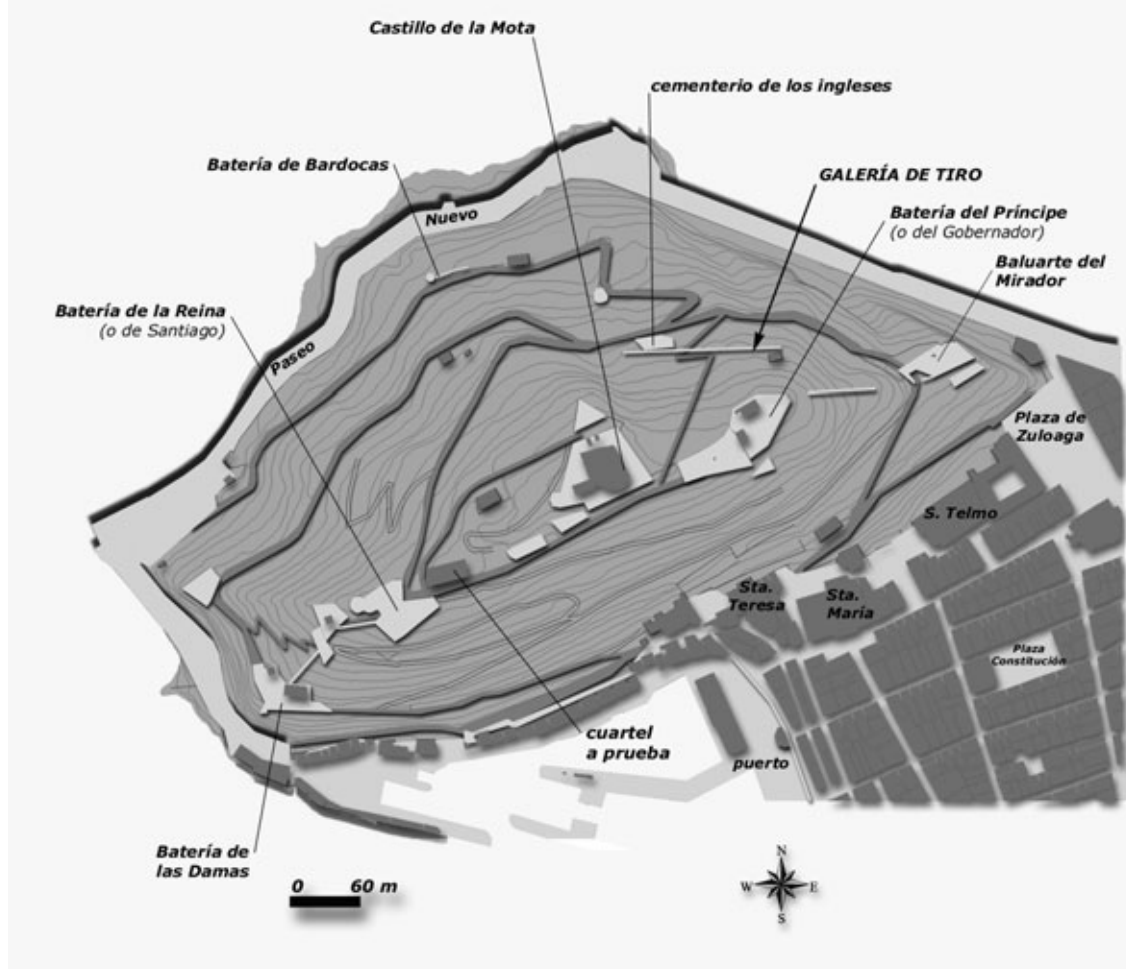 Castillo de la Mota
cementerio de los ingleses
Batería de Bardocas
GALERÍA DE TIRO
Nuevo
Batería del Príncipe
(o del Gobernador)
Baluarte del
Mirador
Batería de la Reina
(o de Santiago)
Paseo
Plaza de
Zuloaga
S. Telmo
Sta.
Teresa
Sta.
María
Plaza
Constitución
cuartel
a prueba
puerto
Batería de
las Damas
0 60 m
N
W E
S